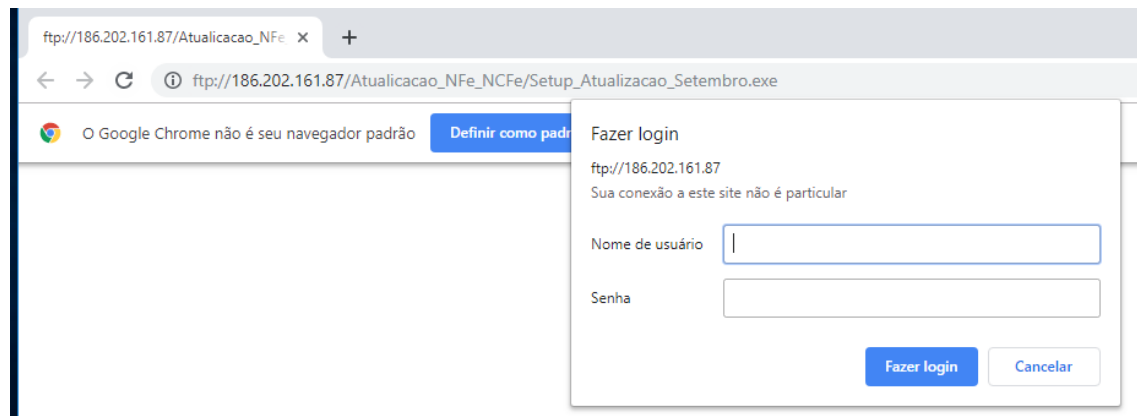 ftp://186.202.161.87/Atualicacao_NFe
ftp://186.202.161.87/Atualicacao_NFe_NCFe/Setup_Atualizacao_Setembro.exe
O Google Chrome não é seu navegador padrão
Definir como padr
Fazer login
ftp://186.202.161.87
Sua conexão a este site não é particular
Nome de usuário
Senha
Fazer login Cancelar